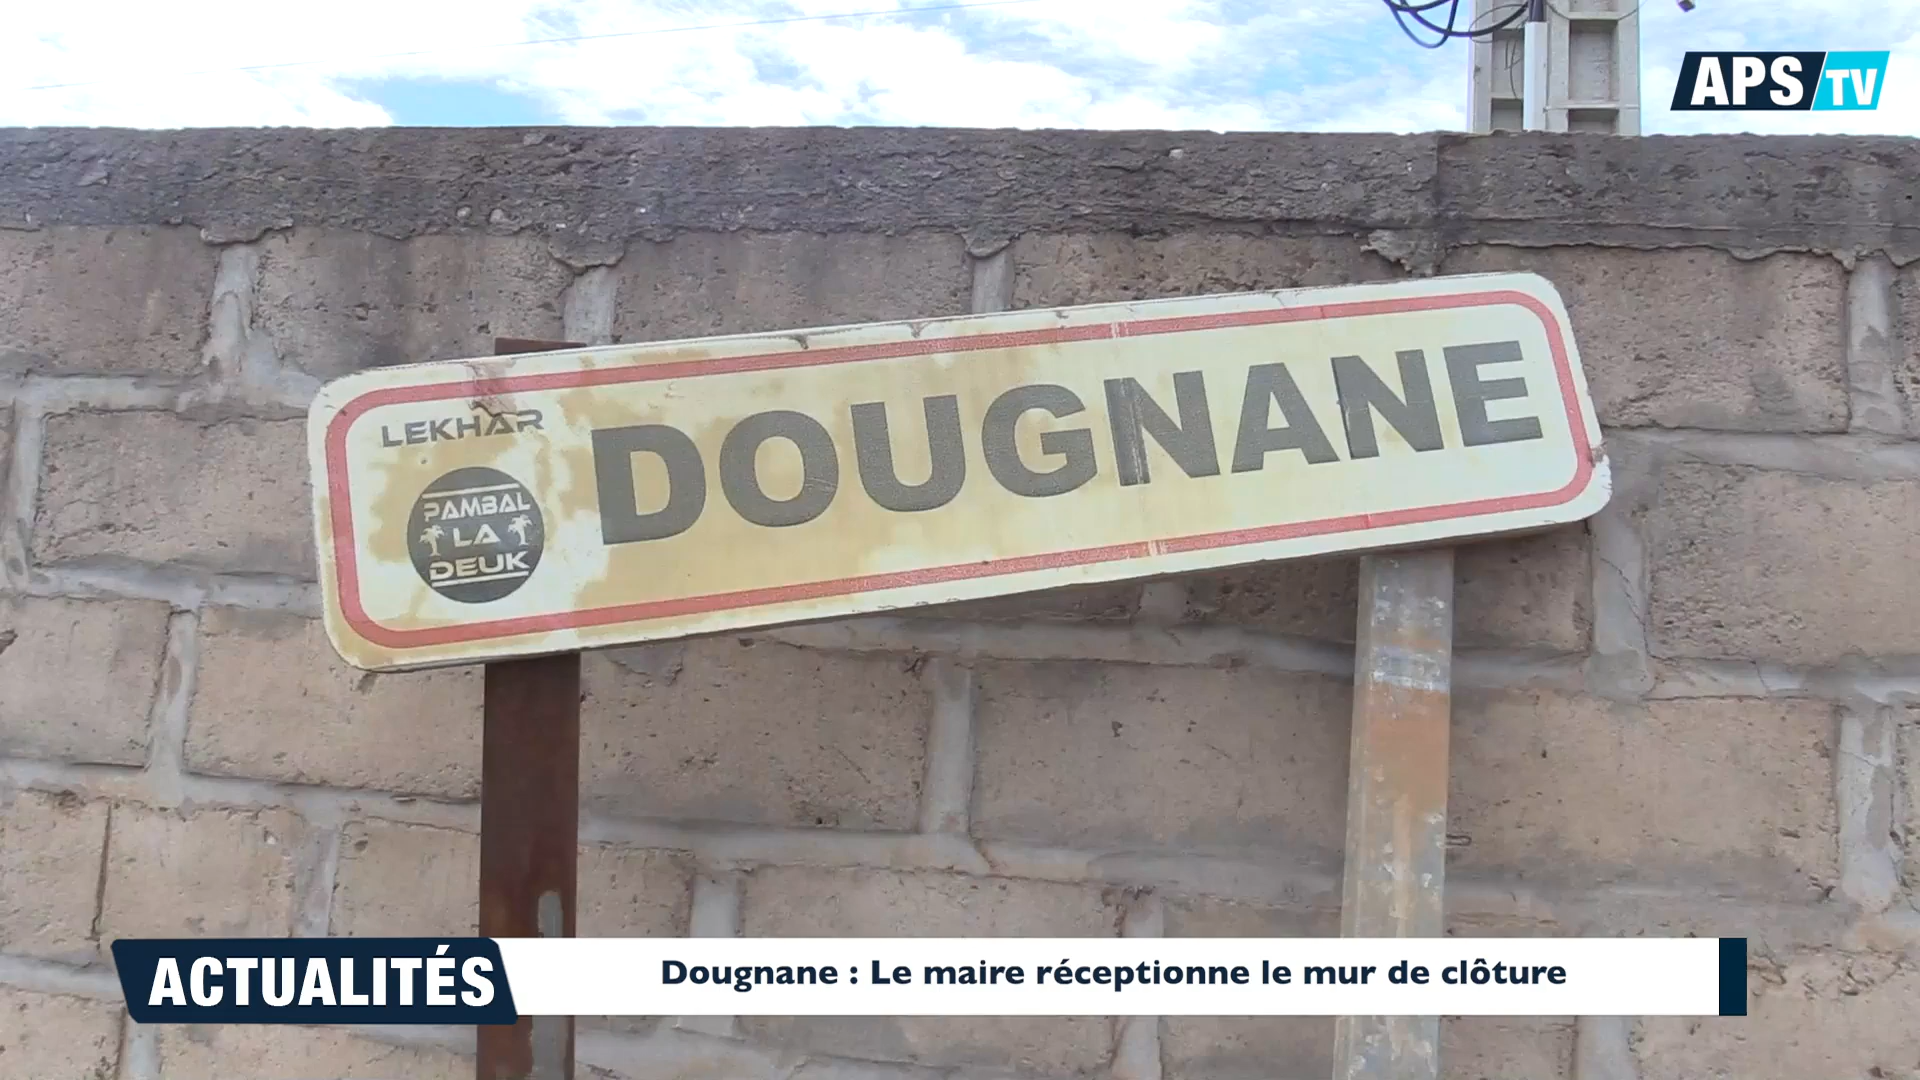 APS TV
LEKHAR
PAMBAL
LA
DEUK
DOUGNANE
ACTUALITÉS
Dougnane : Le maire réceptionne le mur de clôture